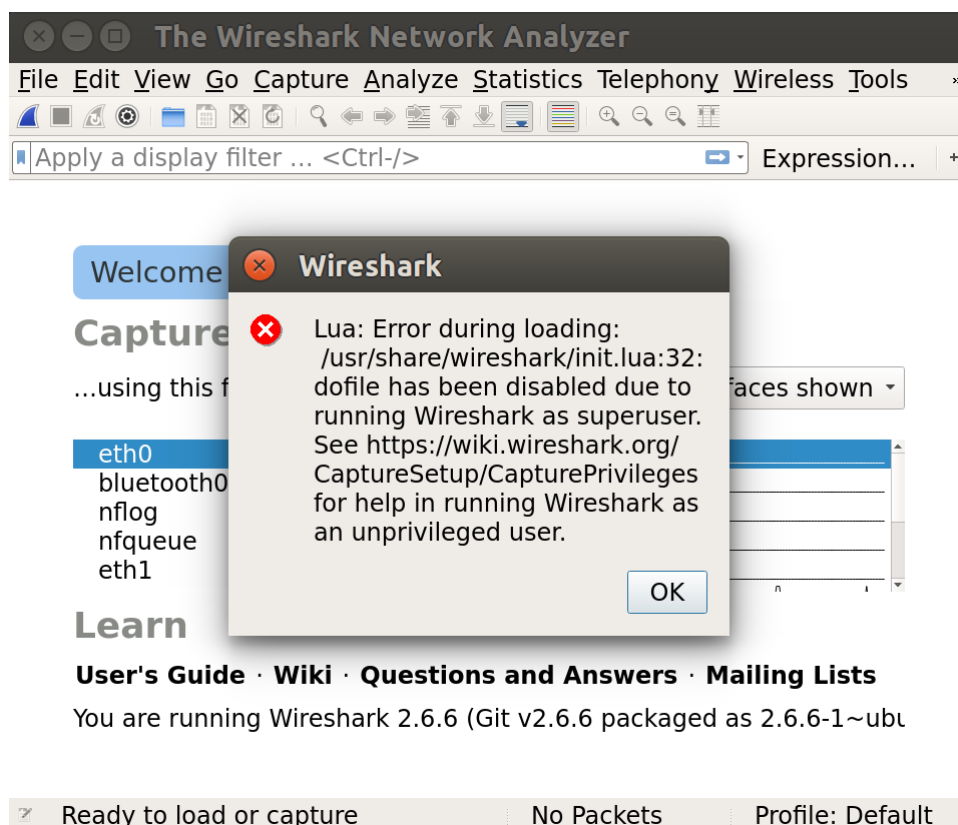 The Wireshark Network Analyzer
File Edit View Go Capture Analyze Statistics Telephony Wireless Tools »
Apply a display filter ... <Ctrl-/> Expression... +
Welcome
Wireshark
Capture
Lua: Error during loading:
/usr/share/wireshark/init.lua:32:
dofile has been disabled due to
running Wireshark as superuser.
See https://wiki.wireshark.org/
CaptureSetup/CapturePrivileges
for help in running Wireshark as
an unprivileged user.
OK
...using this f
faces shown
eth0
bluetooth0
nflog
nfqueue
eth1
Learn
User's Guide · Wiki · Questions and Answers · Mailing Lists
You are running Wireshark 2.6.6 (Git v2.6.6 packaged as 2.6.6-1~ubu
Ready to load or capture No Packets Profile: Default